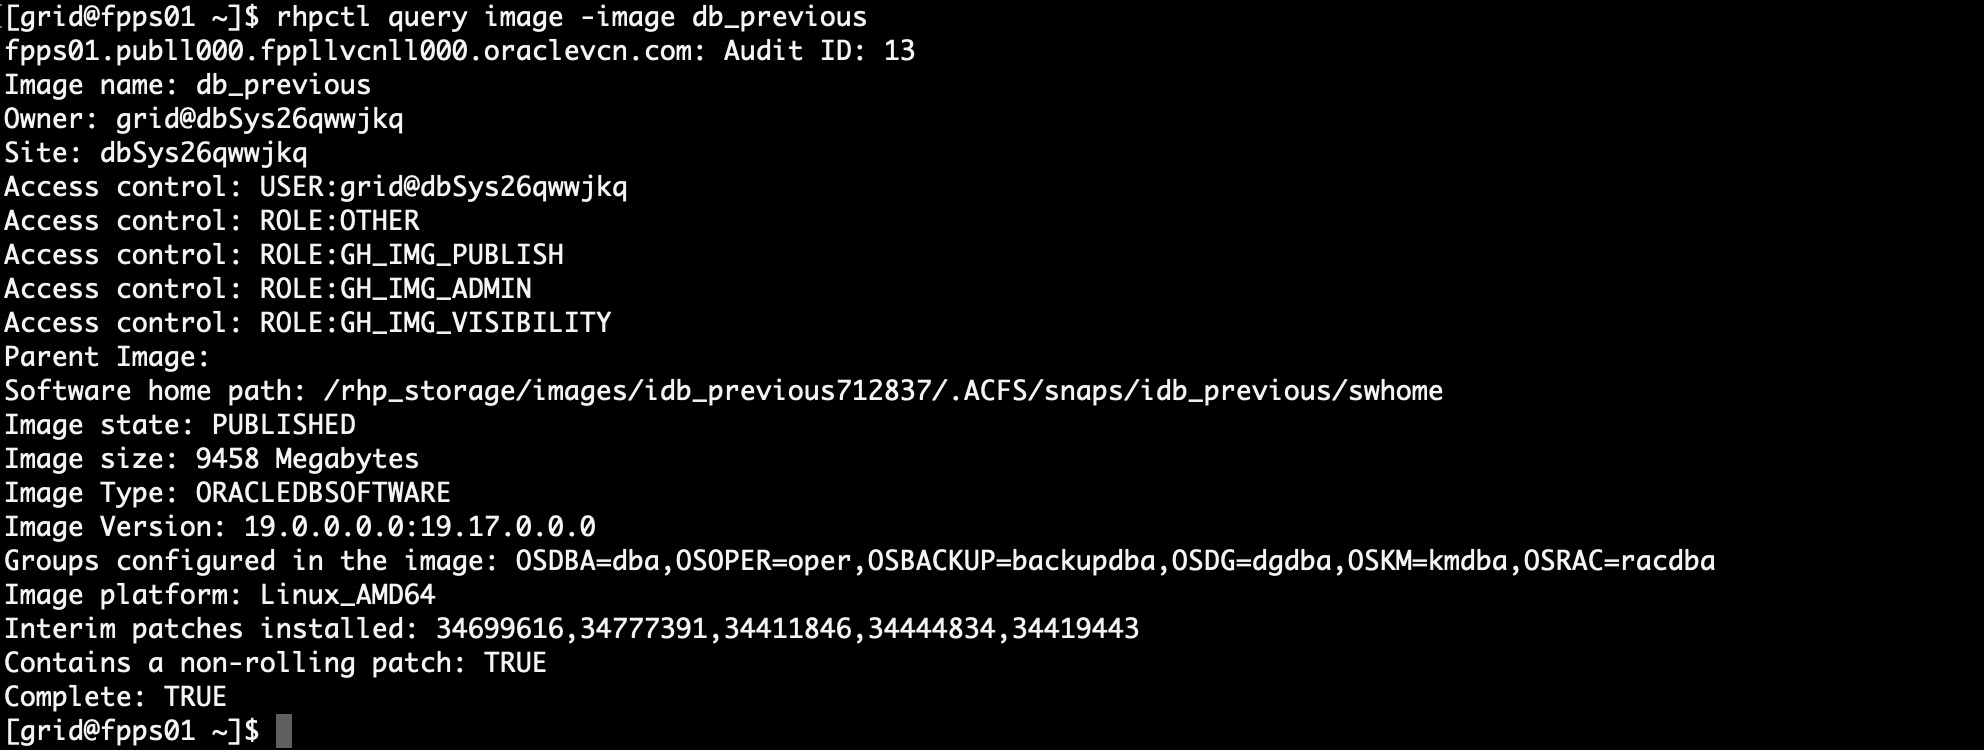 [grid@fpps01 ~]$ rhpctl query image -image db_previous
fpps01.publl000.fppllvcnll000.oraclevcn.com: Audit ID: 13
Image name: db_previous
Owner: grid@dbSys26qwwjkq
Site: dbSys26qwwjkq
Access control: USER:grid@dbSys26qwwjkq
Access control: ROLE:OTHER
Access control: ROLE:GH_IMG_PUBLISH
Access control: ROLE:GH_IMG_ADMIN
Access control: ROLE:GH_IMG_VISIBILITY
Parent Image:
Software home path: /rhp_storage/images/idb_previous712837/.ACFS/snaps/idb_previous/swhome
Image state: PUBLISHED
Image size: 9458 Megabytes
Image Type: ORACLEDBSOFTWARE
Image Version: 19.0.0.0.0:19.17.0.0.0
Groups configured in the image: OSDBA=dba,OSOPER=oper,OSBACKUP=backupdba,OSDG=dgdba,OSKM=kmdba,OSRAC=racdba
Image platform: Linux_AMD64
Interim patches installed: 34699616,34777391,34411846,34444834,34419443
Contains a non-rolling patch: TRUE
Complete: TRUE
[grid@fpps01 ~]$